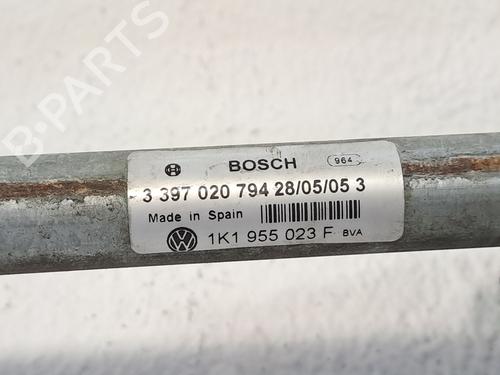 B-PARTS
BOSCH 964
3 397 020 794 28/05/05 3
Made in Spain
1K1 955 023 F BVA